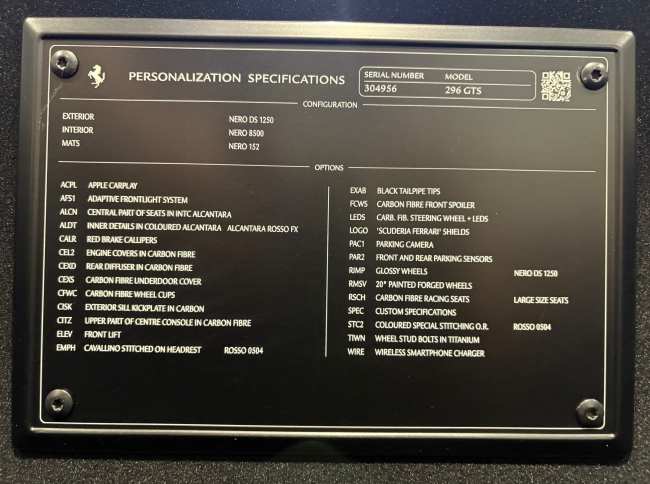 PERSONALIZATION SPECIFICATIONS
SERIAL NUMBER MODEL
304956 296 GTS
CONFIGURATION
EXTERIOR NERO DS 1250
INTERIOR NERO 8500
MATS NERO 152
OPTIONS
ACPL APPLE CARPLAY
AFS1 ADAPTIVE FRONTLIGHT SYSTEM
ALCN CENTRAL PART OF SEATS IN INTC ALCANTARA
ALDT INNER DETAILS IN COLOURED ALCANTARA ALCANTARA ROSSO FX
CALR RED BRAKE CALLIPERS
CEL2 ENGINE COVERS IN CARBON FIBRE
CEXD REAR DIFFUSER IN CARBON FIBRE
CEXS CARBON FIBRE UNDERDOOR COVER
CFWC CARBON FIBRE WHEEL CUPS
CISK EXTERIOR SILL KICKPLATE IN CARBON
CITZ UPPER PART OF CENTRE CONSOLE IN CARBON FIBRE
ELEV FRONT LIFT
EMPH CAVALLINO STITCHED ON HEADREST ROSSO 0504
EXAB BLACK TAILPIPE TIPS
FCWS CARBON FIBRE FRONT SPOILER
LEDS CARB. FIB. STEERING WHEEL + LEDS
LOGO 'SCUDERIA FERRARI' SHIELDS
PAC1 PARKING CAMERA
PAR2 FRONT AND REAR PARKING SENSORS
RIMP GLOSSY WHEELS NERO DS 1250
RMSV 20" PAINTED FORGED WHEELS
RSCH CARBON FIBRE RACING SEATS LARGE SIZE SEATS
SPEC CUSTOM SPECIFICATIONS
STC2 COLOURED SPECIAL STITCHING O.R. ROSSO 0504
TIWN WHEEL STUD BOLTS IN TITANIUM
WIRE WIRELESS SMARTPHONE CHARGER